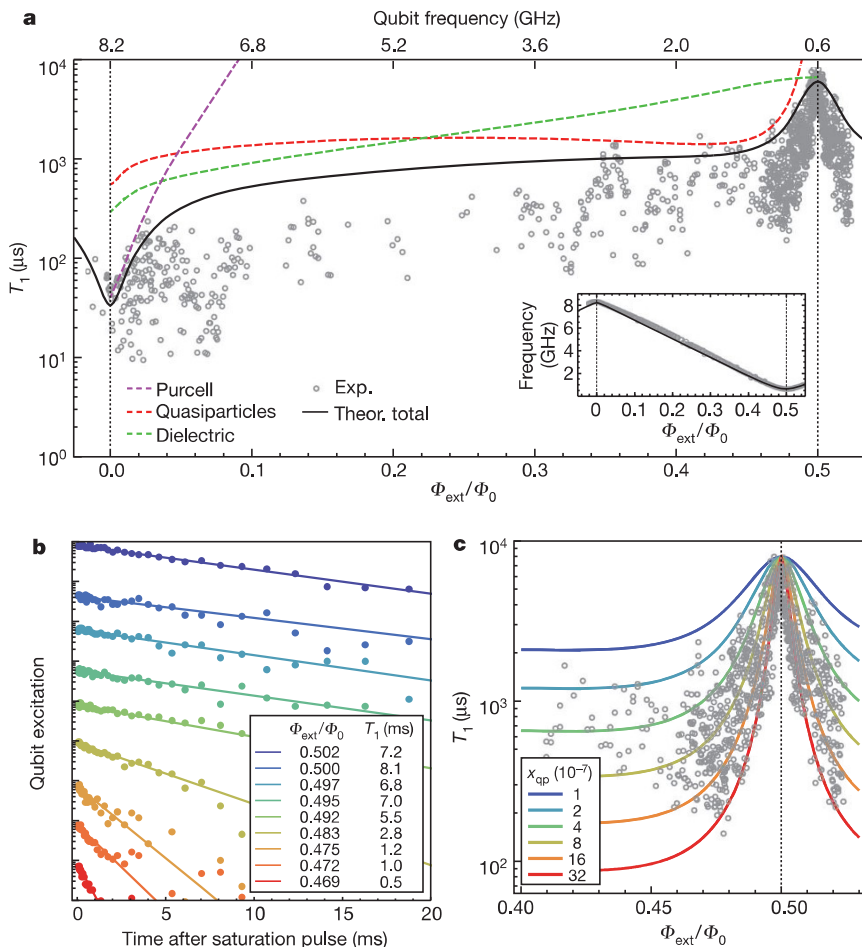 a
Qubit frequency (GHz)
8.2 6.8 5.2 3.6 2.0 0.6
10⁴
10³
10²
10¹
10⁰
T₁ (μs)
Purcell
Quasiparticles
Dielectric
Exp.
Theor. total
Frequency
(GHz)
8
6
4
2
0 0.1 0.2 0.3 0.4 0.5
Φext/Φ0
0.0 0.1 0.2 0.3 0.4 0.5
Φext/Φ0
b
Qubit excitation
Φext/Φ0 T₁ (ms)
0.502 7.2
0.500 8.1
0.497 6.8
0.495 7.0
0.492 5.5
0.483 2.8
0.475 1.2
0.472 1.0
0.469 0.5
0 5 10 15 20
Time after saturation pulse (ms)
c
10⁴
10³
10²
T₁ (μs)
xqp (10⁻⁷)
1
2
4
8
16
32
0.40 0.45 0.50
Φext/Φ0